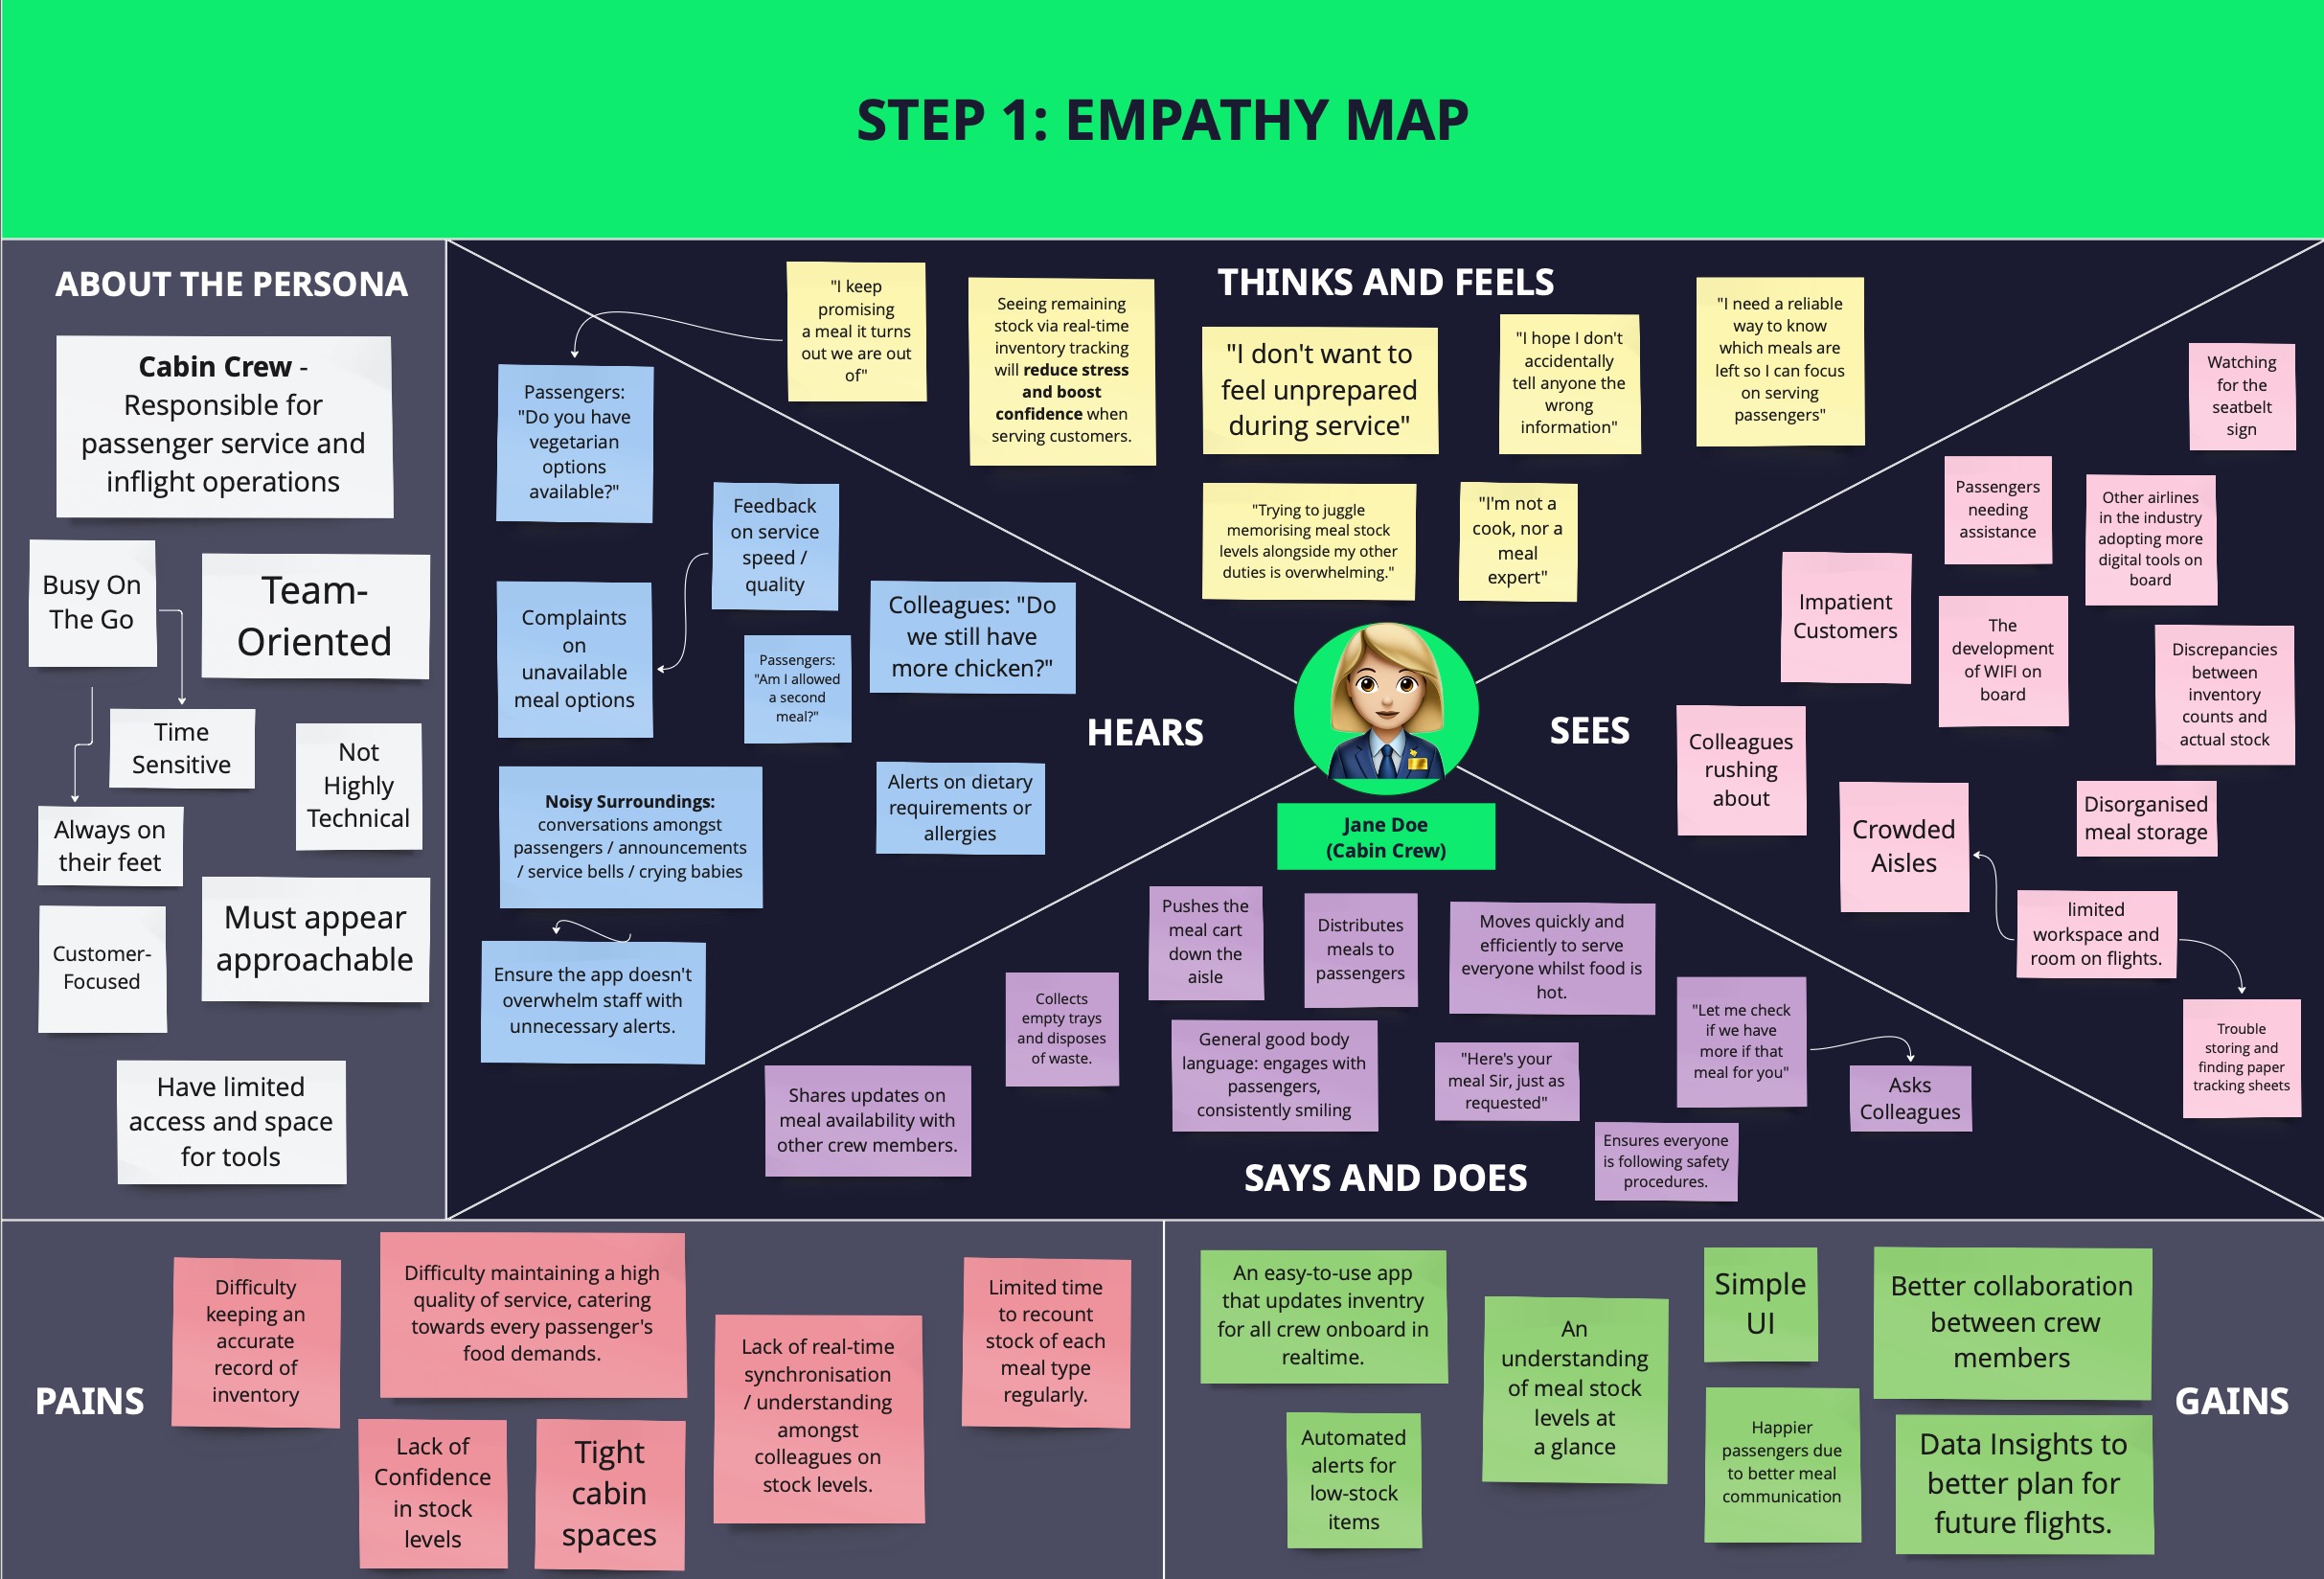 STEP 1: EMPATHY MAP
ABOUT THE PERSONA
Cabin Crew -
Responsible for
passenger service and
inflight operations
Busy On
The Go
Team-
Oriented
Time
Sensitive
Not
Highly
Technical
Always on
their feet
Customer-
Focused
Must appear
approachable
Have limited
access and space
for tools
THINKS AND FEELS
"I keep
promising
a meal it turns
out we are out
of"
Seeing remaining
stock via real-time
inventory tracking
will reduce stress
and boost
confidence when
serving customers.
"I don't want to
feel unprepared
during service"
"I hope I don't
accidentally
tell anyone the
wrong
information"
"I need a reliable
way to know
which meals are
left so I can focus
on serving
passengers"
"Trying to juggle
memorising meal stock
levels alongside my other
duties is overwhelming."
"I'm not a
cook, nor a
meal
expert"
HEARS
Passengers:
"Do you have
vegetarian
options
available?"
Feedback
on service
speed /
quality
Complaints
on
unavailable
meal options
Passengers:
"Am I allowed
a second
meal?"
Colleagues: "Do
we still have
more chicken?"
Noisy Surroundings:
conversations amongst
passengers / announcements
/ service bells / crying babies
Alerts on dietary
requirements or
allergies
Ensure the app doesn't
overwhelm staff with
unnecessary alerts.
Jane Doe
(Cabin Crew)
SEES
Watching
for the
seatbelt
sign
Passengers
needing
assistance
Other airlines
in the industry
adopting more
digital tools on
board
Impatient
Customers
The
development
of WIFI on
board
Discrepancies
between
inventory
counts and
actual stock
Colleagues
rushing
about
Crowded
Aisles
Disorganised
meal storage
limited
workspace and
room on flights.
Trouble
storing and
finding paper
tracking sheets
SAYS AND DOES
Pushes the
meal cart
down the
aisle
Distributes
meals to
passengers
Moves quickly and
efficiently to serve
everyone whilst food is
hot.
Collects
empty trays
and disposes
of waste.
General good body
language: engages with
passengers,
consistently smiling
"Here's your
meal Sir, just as
requested"
"Let me check
if we have
more if that
meal for you"
Asks
Colleagues
Shares updates on
meal availability with
other crew members.
Ensures everyone
is following safety
procedures.
PAINS
Difficulty
keeping an
accurate
record of
inventory
Difficulty maintaining a high
quality of service, catering
towards every passenger's
food demands.
Lack of
Confidence
in stock
levels
Tight
cabin
spaces
Lack of real-time
synchronisation
/ understanding
amongst
colleagues on
stock levels.
Limited time
to recount
stock of each
meal type
regularly.
GAINS
An easy-to-use app
that updates inventry
for all crew onboard in
realtime.
Automated
alerts for
low-stock
items
An
understanding
of meal stock
levels at
a glance
Simple
UI
Happier
passengers due
to better meal
communication
Better collaboration
between crew
members
Data Insights to
better plan for
future flights.